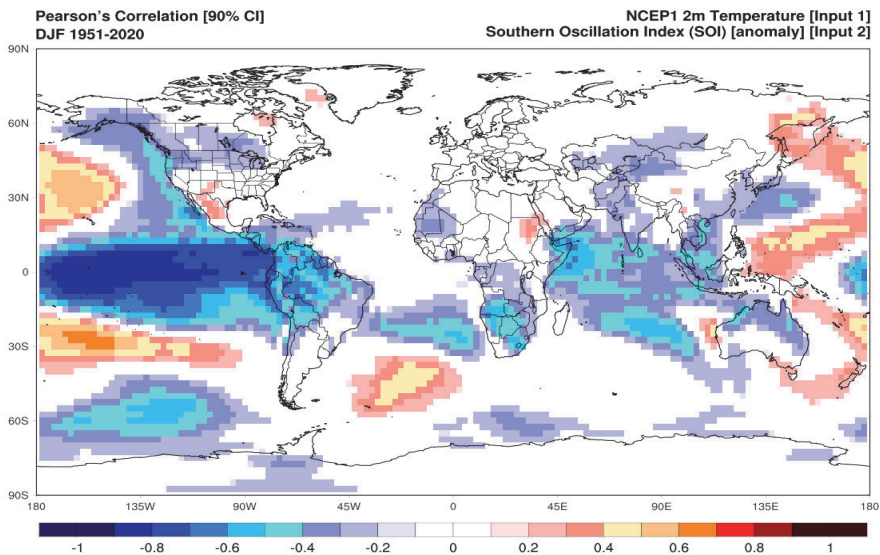 Pearson's Correlation [90% CI]
DJF 1951-2020
NCEP1 2m Temperature [Input 1]
Southern Oscillation Index (SOI) [anomaly] [Input 2]
90N
60N
30N
0
30S
60S
90S
180 135W 90W 45W 0 45E 90E 135E 180
-1 -0.8 -0.6 -0.4 -0.2 0 0.2 0.4 0.6 0.8 1